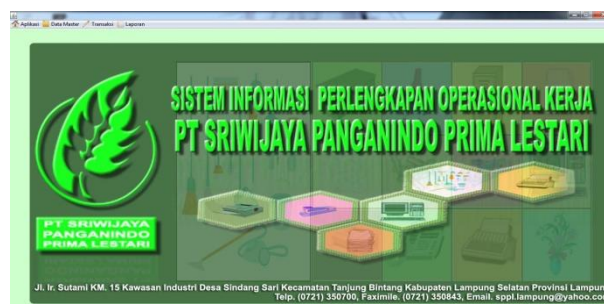 Aplikasi Data Master Transaksi Laporan
SISTEM INFORMASI PERLENGKAPAN OPERASIONAL KERJA
PT SRIWIJAYA PANGANINDO PRIMA LESTARI
PT SRIWIJAYA
PANGANINDO
PRIMA LESTARI
Jl. Ir. Sutami KM. 15 Kawasan Industri Desa Sindang Sari Kecamatan Tanjung Bintang Kabupaten Lampung Selatan Provinsi Lampun
Telp. (0721) 350700, Faximile. (0721) 350843, Email. sppl.lampung@yahoo.co